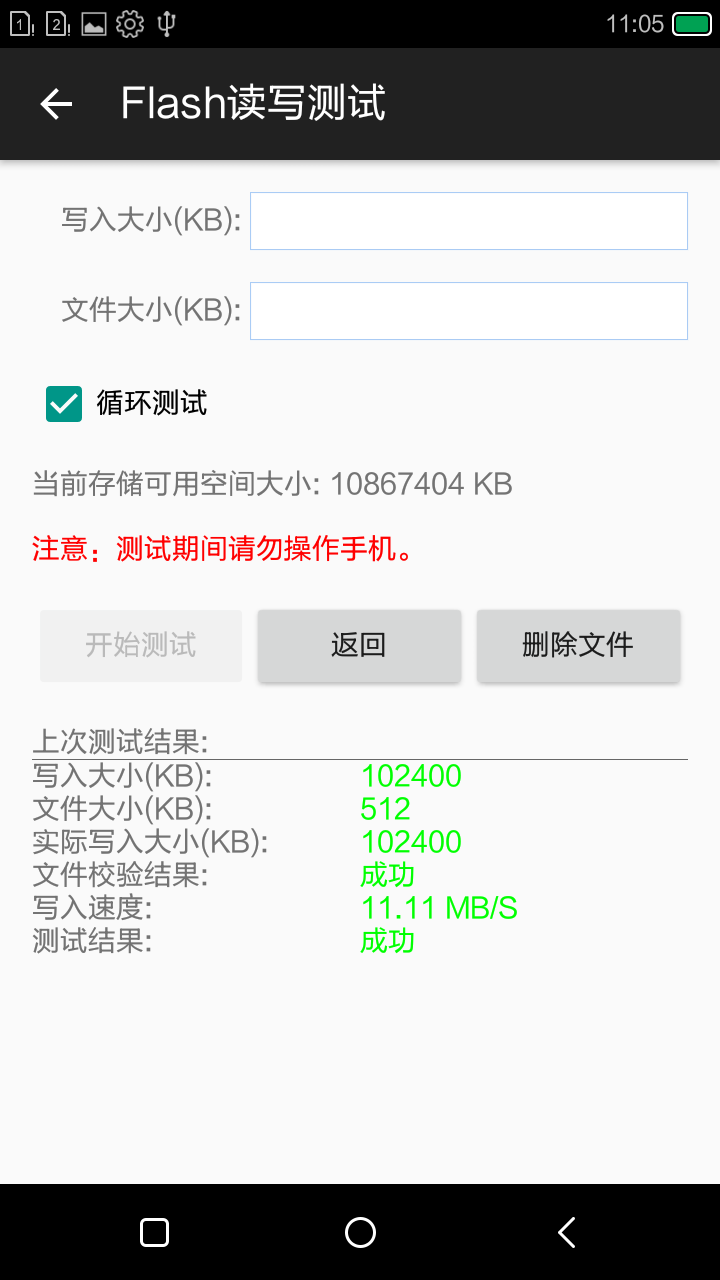 1 ! 2 ! 11:05
Flash读写测试
写入大小(KB):
文件大小(KB):
循环测试
当前存储可用空间大小: 10867404 KB
注意：测试期间请勿操作手机。
开始测试 返回 删除文件
上次测试结果:
写入大小(KB): 102400
文件大小(KB): 512
实际写入大小(KB): 102400
文件校验结果: 成功
写入速度: 11.11 MB/S
测试结果: 成功